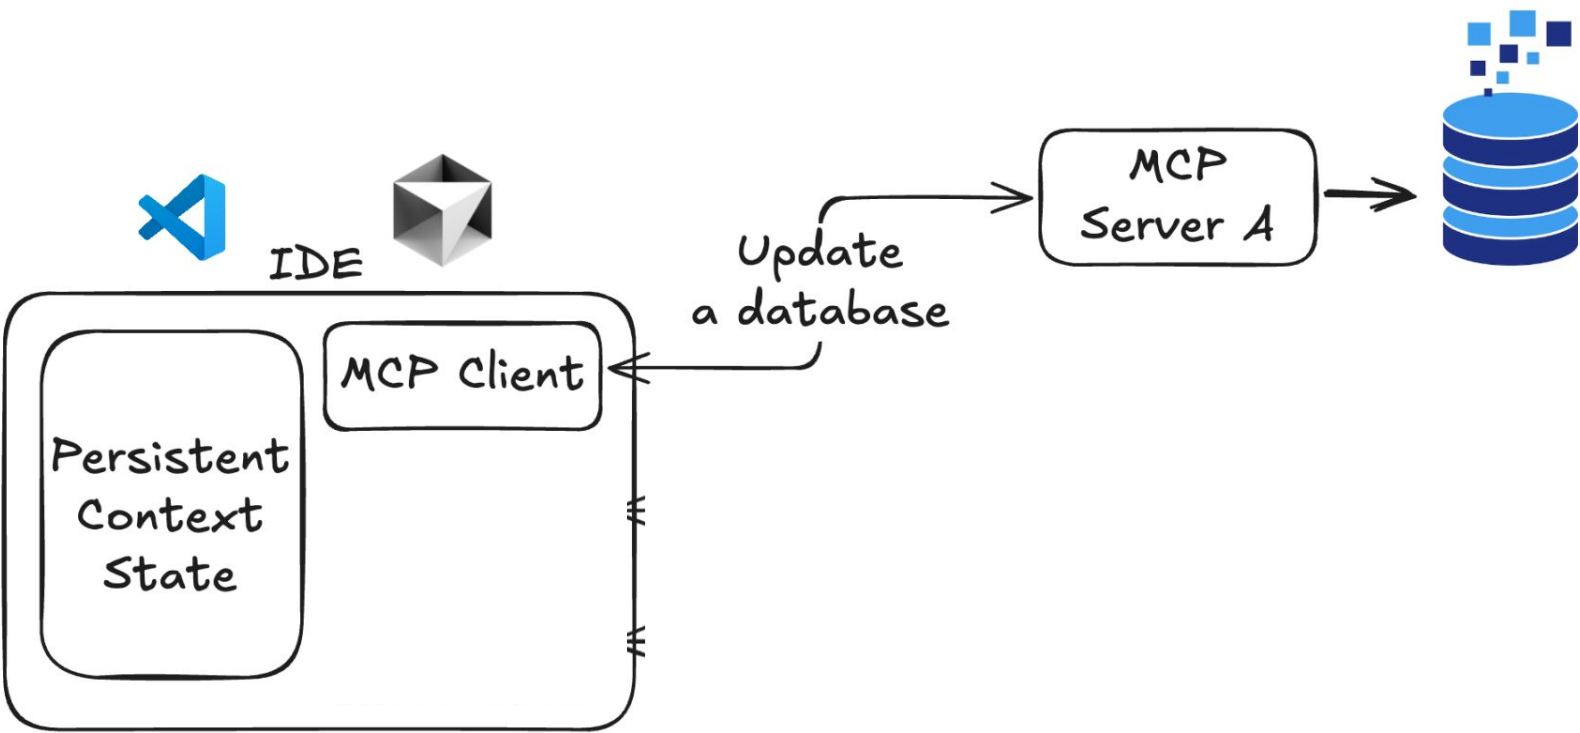 IDE
Persistent
Context
State
MCP Client
Update
a database
MCP
Server A